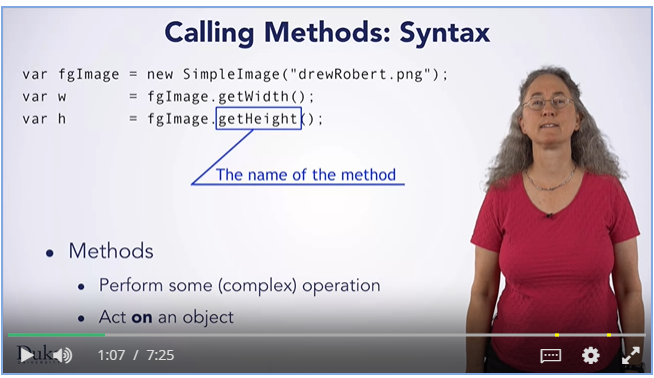 Calling Methods: Syntax
var fgImage = new SimpleImage("drewRobert.png");
var w = fgImage.getWidth();
var h = fgImage.getHeight();
The name of the method
• Methods
• Perform some (complex) operation
• Act on an object
Duke
1:07 / 7:25